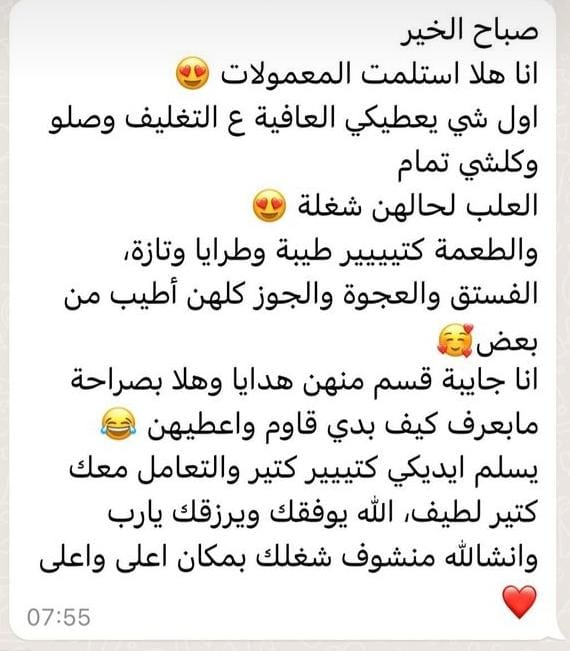 صباح الخير
انا هلا استلمت المعمولات 😍
اول شي يعطيكي العافية ع التغليف وصلو
وكلشي تمام
العلب لحالهن شغلة 😍
والطعمة كتيييير طيبة وطرايا وتازة،
الفستق والعجوة والجوز كلهن أطيب من
بعض🥰
انا جايبة قسم منهن هدايا وهلا بصراحة
مابعرف كيف بدي قاوم واعطيهن 😂
يسلم ايديكي كتيييير كتير والتعامل معك
كتير لطيف، الله يوفقك ويرزقك يارب
وانشالله منشوف شغلك بمكان اعلى واعلى
❤️
07:55